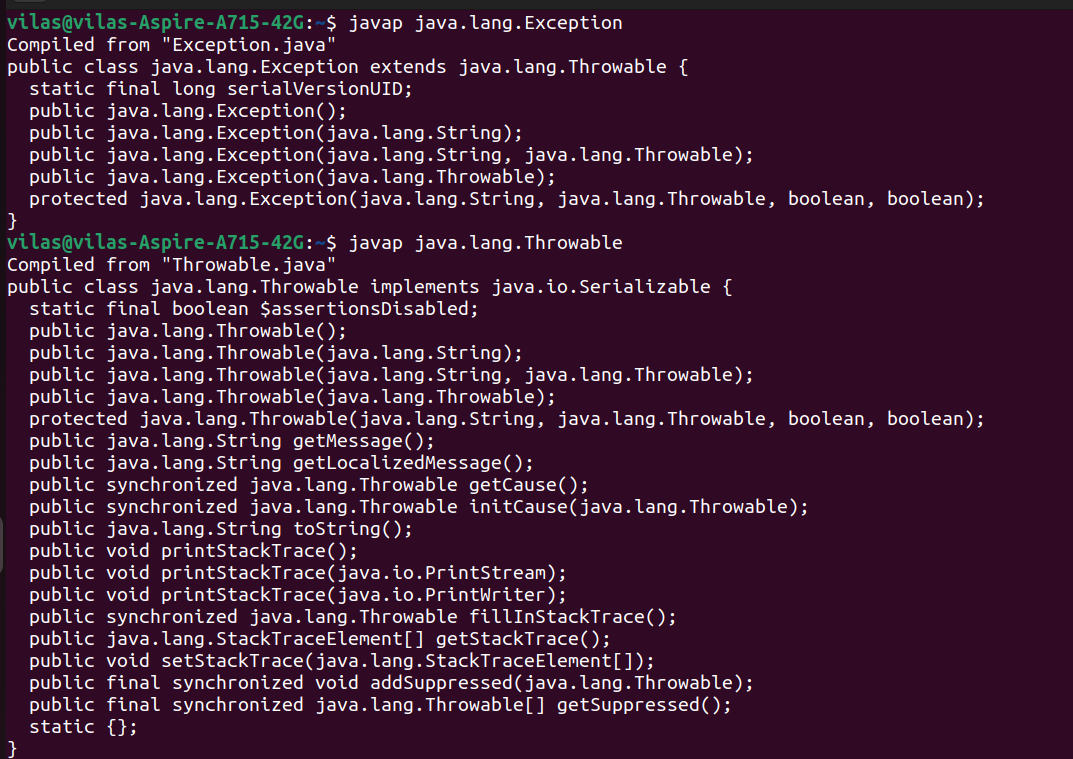 vilas@vilas-Aspire-A715-42G:~$ javap java.lang.Exception
Compiled from "Exception.java"
public class java.lang.Exception extends java.lang.Throwable {
  static final long serialVersionUID;
  public java.lang.Exception();
  public java.lang.Exception(java.lang.String);
  public java.lang.Exception(java.lang.String, java.lang.Throwable);
  public java.lang.Exception(java.lang.Throwable);
  protected java.lang.Exception(java.lang.String, java.lang.Throwable, boolean, boolean);
}
vilas@vilas-Aspire-A715-42G:~$ javap java.lang.Throwable
Compiled from "Throwable.java"
public class java.lang.Throwable implements java.io.Serializable {
  static final boolean $assertionsDisabled;
  public java.lang.Throwable();
  public java.lang.Throwable(java.lang.String);
  public java.lang.Throwable(java.lang.String, java.lang.Throwable);
  public java.lang.Throwable(java.lang.Throwable);
  protected java.lang.Throwable(java.lang.String, java.lang.Throwable, boolean, boolean);
  public java.lang.String getMessage();
  public java.lang.String getLocalizedMessage();
  public synchronized java.lang.Throwable getCause();
  public synchronized java.lang.Throwable initCause(java.lang.Throwable);
  public java.lang.String toString();
  public void printStackTrace();
  public void printStackTrace(java.io.PrintStream);
  public void printStackTrace(java.io.PrintWriter);
  public synchronized java.lang.Throwable fillInStackTrace();
  public java.lang.StackTraceElement[] getStackTrace();
  public void setStackTrace(java.lang.StackTraceElement[]);
  public final synchronized void addSuppressed(java.lang.Throwable);
  public final synchronized java.lang.Throwable[] getSuppressed();
  static {};
}